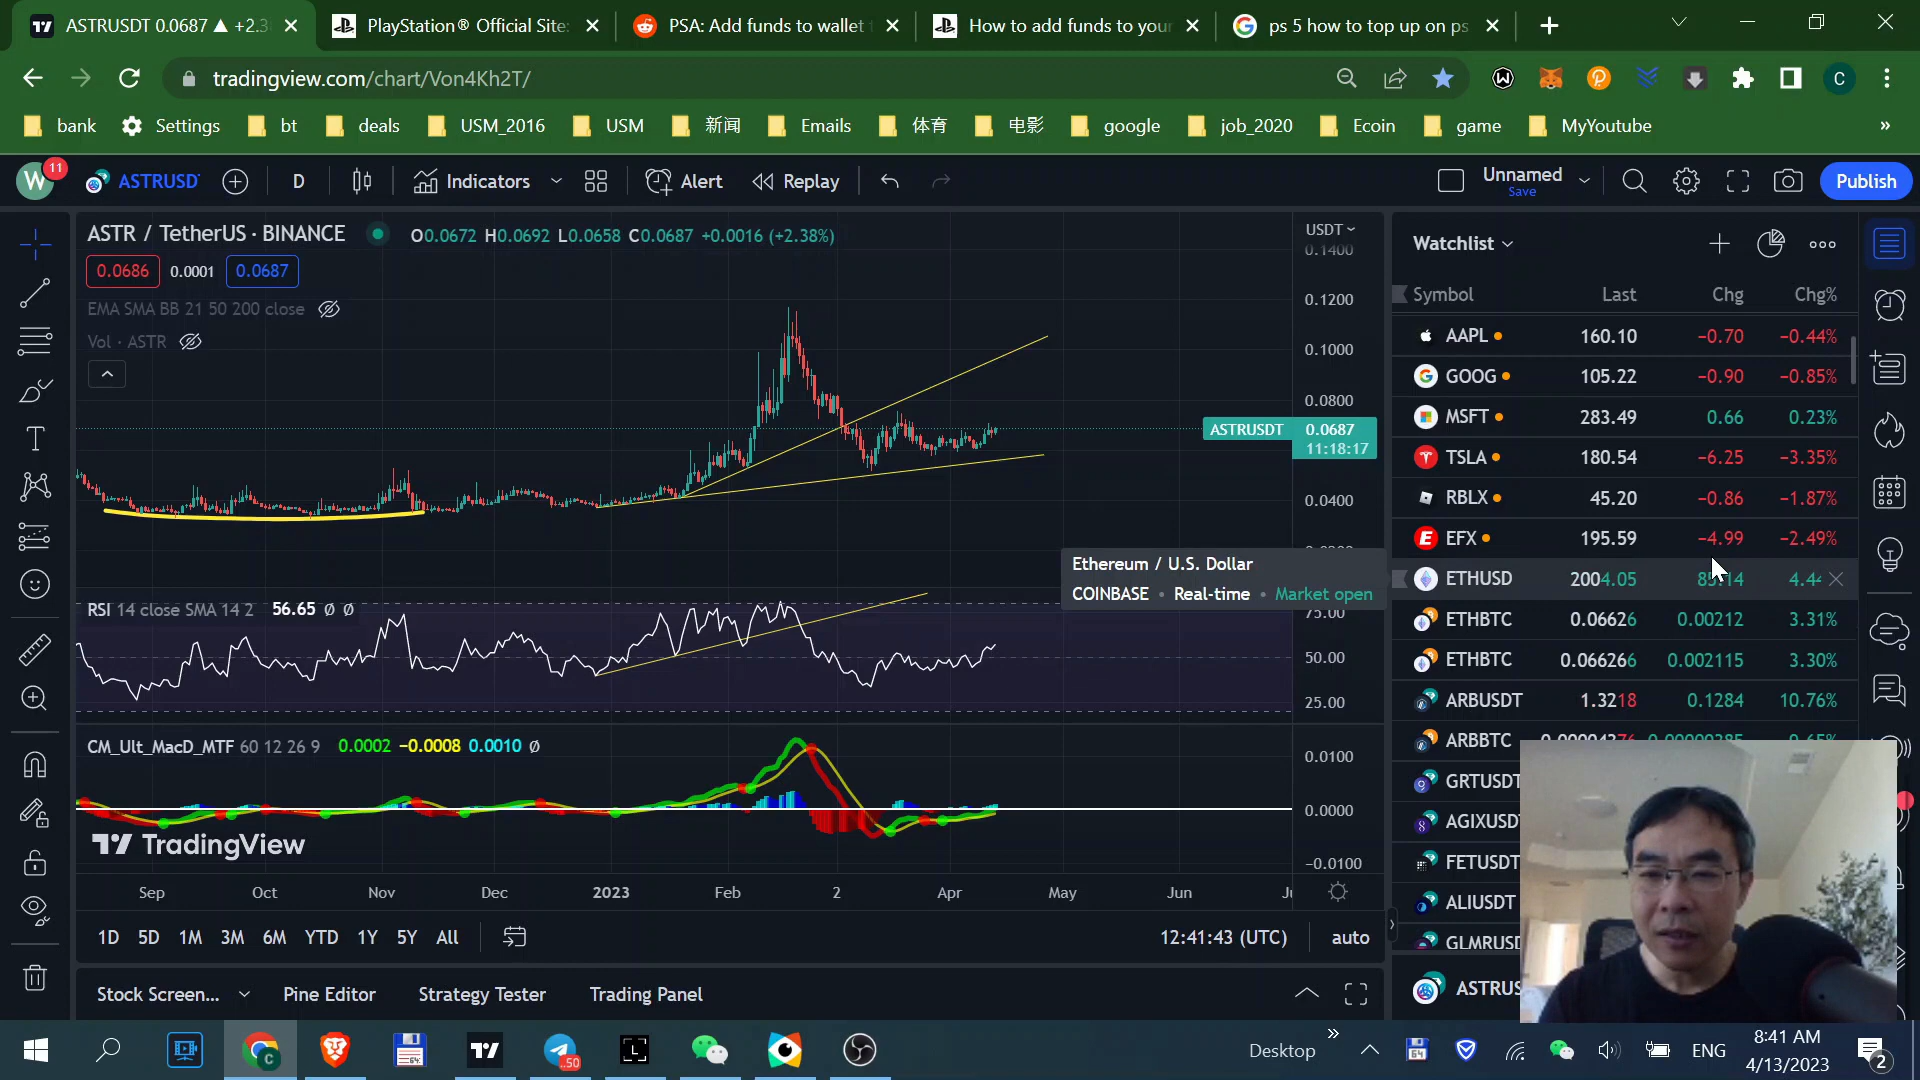 ASTRUSDT 0.0687 ▲ +2.3
PlayStation® Official Site:
PSA: Add funds to wallet
How to add funds to your
ps 5 how to top up on ps
tradingview.com/chart/Von4Kh2T/
C
bank
Settings
bt
deals
USM_2016
USM
新闻
Emails
体育
电影
google
job_2020
Ecoin
game
MyYoutube
»
W
11
ASTRUSD
D
Indicators
Alert
Replay
Unnamed
Save
Publish
ASTR / TetherUS · BINANCE
O0.0672 H0.0692 L0.0658 C0.0687 +0.0016 (+2.38%)
0.0686
0.0001
0.0687
EMA SMA BB 21 50 200 close
Vol · ASTR
USDT
0.1400
0.1200
0.1000
0.0800
ASTRUSDT
0.0687
11:18:17
0.0400
Ethereum / U.S. Dollar
COINBASE • Real-time • Market open
RSI 14 close SMA 14 2 56.65 Ø Ø
75.00
50.00
25.00
CM_Ult_MacD_MTF 60 12 26 9 0.0002 −0.0008 0.0010 Ø
0.0100
0.0000
−0.0100
TradingView
Sep
Oct
Nov
Dec
2023
Feb
2
Apr
May
Jun
1D 5D 1M 3M 6M YTD 1Y 5Y All
12:41:43 (UTC)
auto
Stock Screen...
Pine Editor
Strategy Tester
Trading Panel
Watchlist
Symbol Last Chg Chg%
AAPL 160.10 −0.70 −0.44%
GOOG 105.22 −0.90 −0.85%
MSFT 283.49 0.66 0.23%
TSLA 180.54 −6.25 −3.35%
RBLX 45.20 −0.86 −1.87%
EFX 195.59 −4.99 −2.49%
ETHUSD 2004.05
ETHBTC 0.06626 0.00212 3.31%
ETHBTC 0.066266 0.002115 3.30%
ARBUSDT 1.3218 0.1284 10.76%
ARBBTC
GRTUSDT
AGIXUSDT
FETUSDT
ALIUSDT
GLMRUSD
ASTRUS
50
64
Desktop
»
64
ENG
8:41 AM
4/13/2023
2